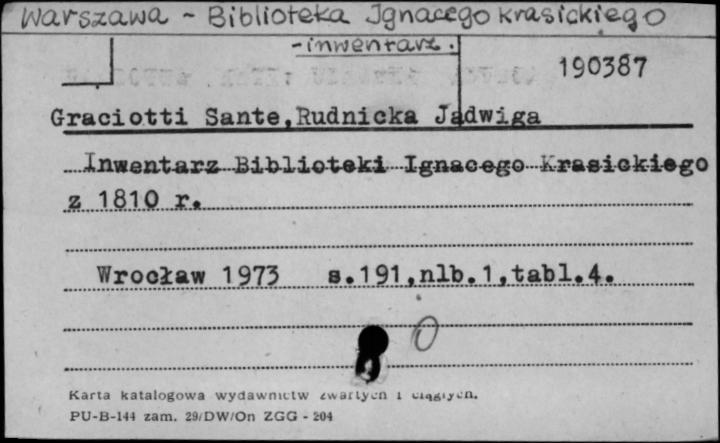 Warszawa - Biblioteka Ignacego Krasickiego
- inwentarz.
190387
Graciotti Sante, Rudnicka Jadwiga
Inwentarz Biblioteki Ignacego Krasickiego
z 1810 r.
Wrocław 1973 s.191,nlb.1,tabl.4.
0
Karta katalogowa wydawnictw zwartych i ciągłych.
PU-B-144 zam. 29/DW/On ZGG - 204